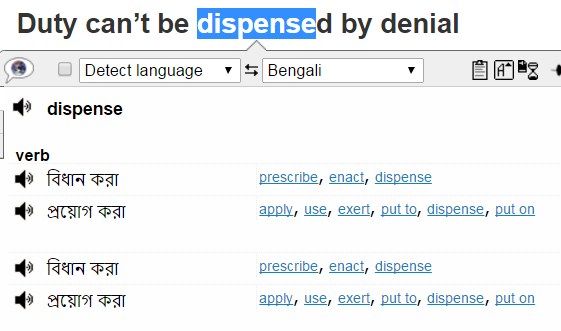 Duty can’t be dispensed by denial
Detect language Bengali
dispense
verb
বিধান করা prescribe, enact, dispense
প্রয়োগ করা apply, use, exert, put to, dispense, put on
বিধান করা prescribe, enact, dispense
প্রয়োগ করা apply, use, exert, put to, dispense, put on